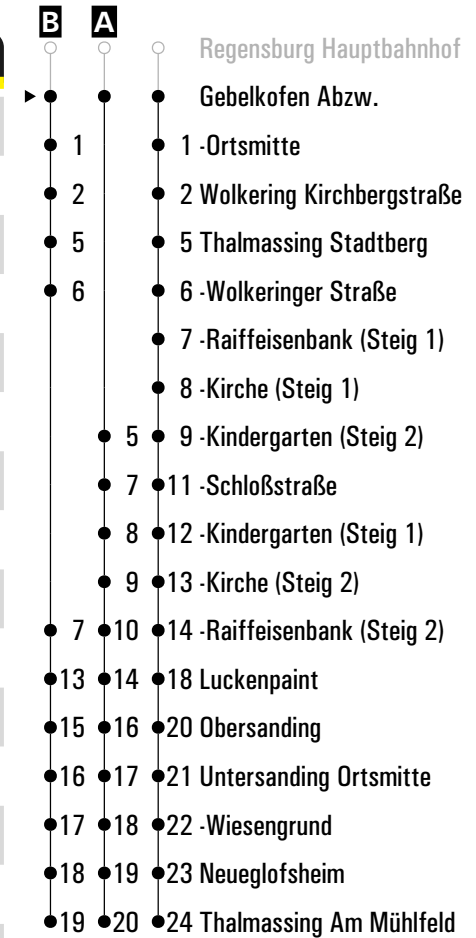 B A
Regensburg Hauptbahnhof
Gebelkofen Abzw.
1 1 -Ortsmitte
2 2 Wolkering Kirchbergstraße
5 5 Thalmassing Stadtberg
6 6 -Wolkeringer Straße
7 -Raiffeisenbank (Steig 1)
8 -Kirche (Steig 1)
5 9 -Kindergarten (Steig 2)
7 11 -Schloßstraße
8 12 -Kindergarten (Steig 1)
9 13 -Kirche (Steig 2)
7 10 14 -Raiffeisenbank (Steig 2)
13 14 18 Luckenpaint
15 16 20 Obersanding
16 17 21 Untersanding Ortsmitte
17 18 22 -Wiesengrund
18 19 23 Neueglofsheim
19 20 24 Thalmassing Am Mühlfeld